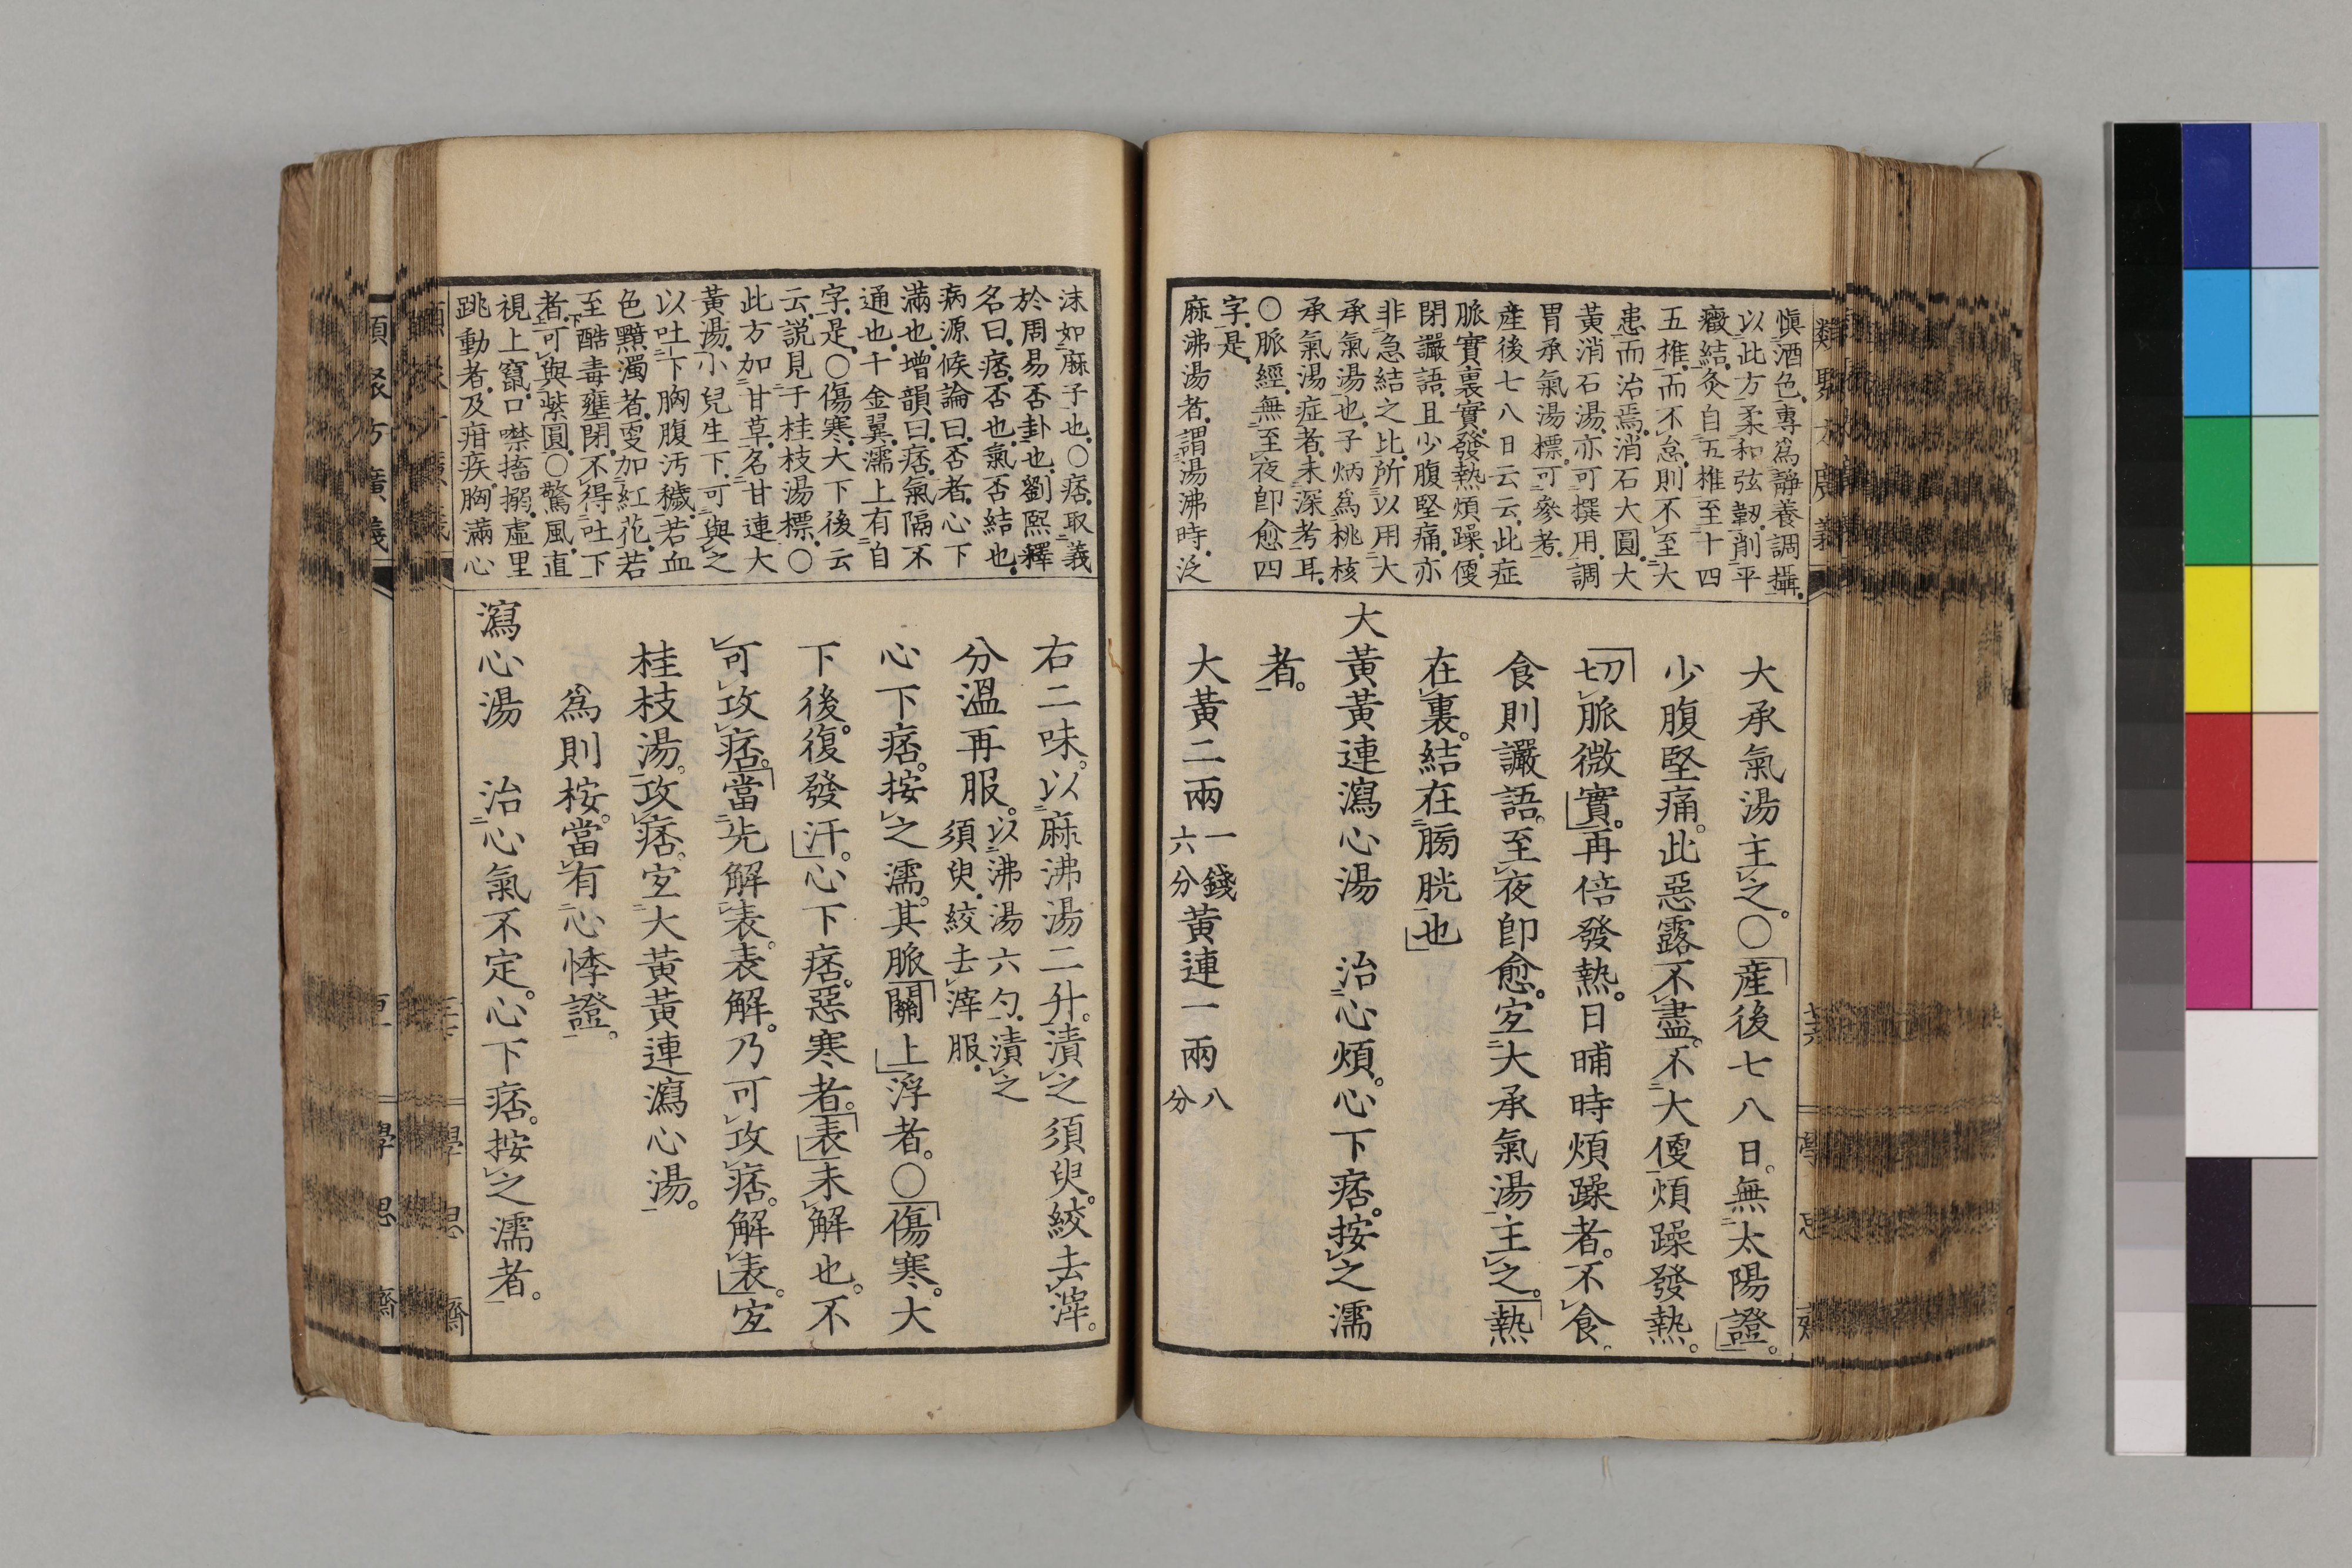 愼酒色專爲靜養調攝
以此方柔和弦韌削平
癥結灸自五椎至十四
五椎而不怠則不至大
患而治焉消石大圓大
黃消石湯亦可撰用調
胃承氣湯標可參考
産後七八日云云此症
脈實裏實發熱煩躁便
閉讝語且少腹堅痛亦
非急結之比所以用大
承氣湯也子炳爲桃核
承氣湯症者未深考耳
○脈經無至夜卽愈四
字是
麻沸湯者謂湯沸時泛
大承氣湯主之。○「産後七八日。無太陽證」。
少腹堅痛。此惡露不盡。不大便煩躁發熱。
「切脈微實」。再倍發熱。日晡時煩躁者。不食。
食則讝語。至夜卽愈。宜大承氣湯主之。「熱
在裏。結在膀胱也」
大黃黃連瀉心湯　治心煩。心下痞。按之濡
者。
大黃二兩一錢六分黃連一兩八分
沫如麻子也○痞取義
於周易否卦也劉熙釋
名曰痞否也氣否結也
病源候論曰否者心下
滿也增韻曰痞氣隔不
通也千金翼濡上有自
字是○傷寒大下後云
云說見于桂枝湯標○
此方加甘草名甘連大
黃湯小兒生下可與之
以吐下胸腹汚穢若血
色黯濁者更加紅花若
至酷毒壅閉不得吐下
者可與紫圓○驚風直
視上竄口噤搐搦虛里
跳動者及疳疾胸滿心
右二味。以麻沸湯二升。漬之須臾。絞去滓。
分溫再服。以沸湯六勺漬之須臾絞去滓服
心下痞。按之濡。其脈「關上」浮者。○「傷寒。大
下後。復發汗」。心下痞。惡寒者。「表」未解也。不
可攻痞。「當先解表。表解。乃可攻痞。解表」。宜
桂枝湯。攻痞。宜大黃黃連瀉心湯。
爲則按。當有心悸證。
瀉心湯　治心氣不定。心下痞。按之濡者。